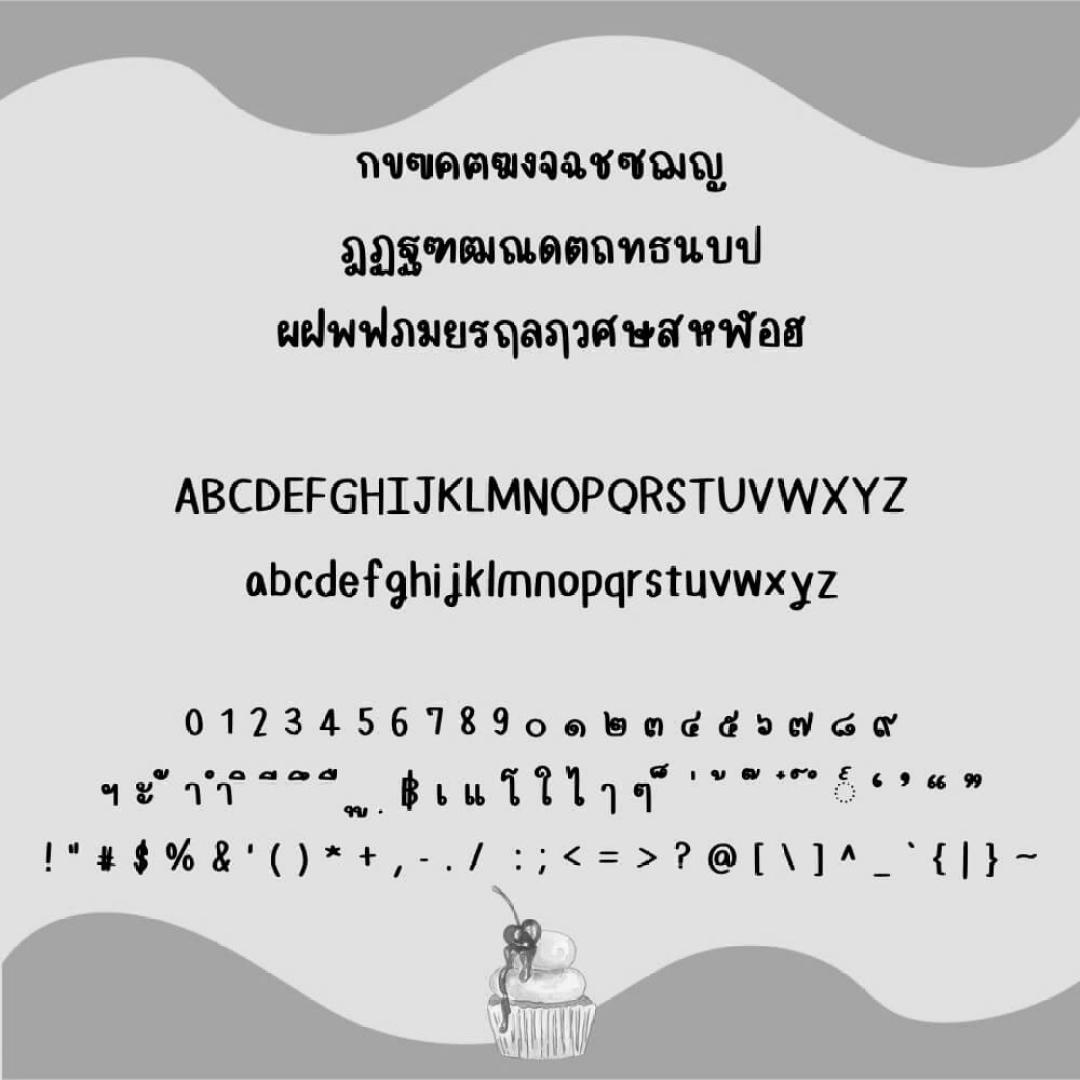 กขฃคฅฆงจฉชซฌญ
ฎฏฐฑฒณดตถทธนบป
ผฝพฟภมยรฤลฦวศษสหฬอฮ
ABCDEFGHIJKLMNOPQRSTUVWXYZ
abcdefghijklmnopqrstuvwxyz
0 1 2 3 4 5 6 7 8 9 ๐ ๑ ๒ ๓ ๔ ๕ ๖ ๗ ๘ ๙
ฯ ะ ั า ำ ิ ี ึ ื ุ ู ฺ ฿ เ แ โ ใ ไ ๅ ๆ ็ ่ ้ ๊ ๋ ์ ํ ๎ ‘ ’ “ ”
! " # $ % & ' ( ) * + , - . / : ; < = > ? @ [ \ ] ^ _ ` { | } ~